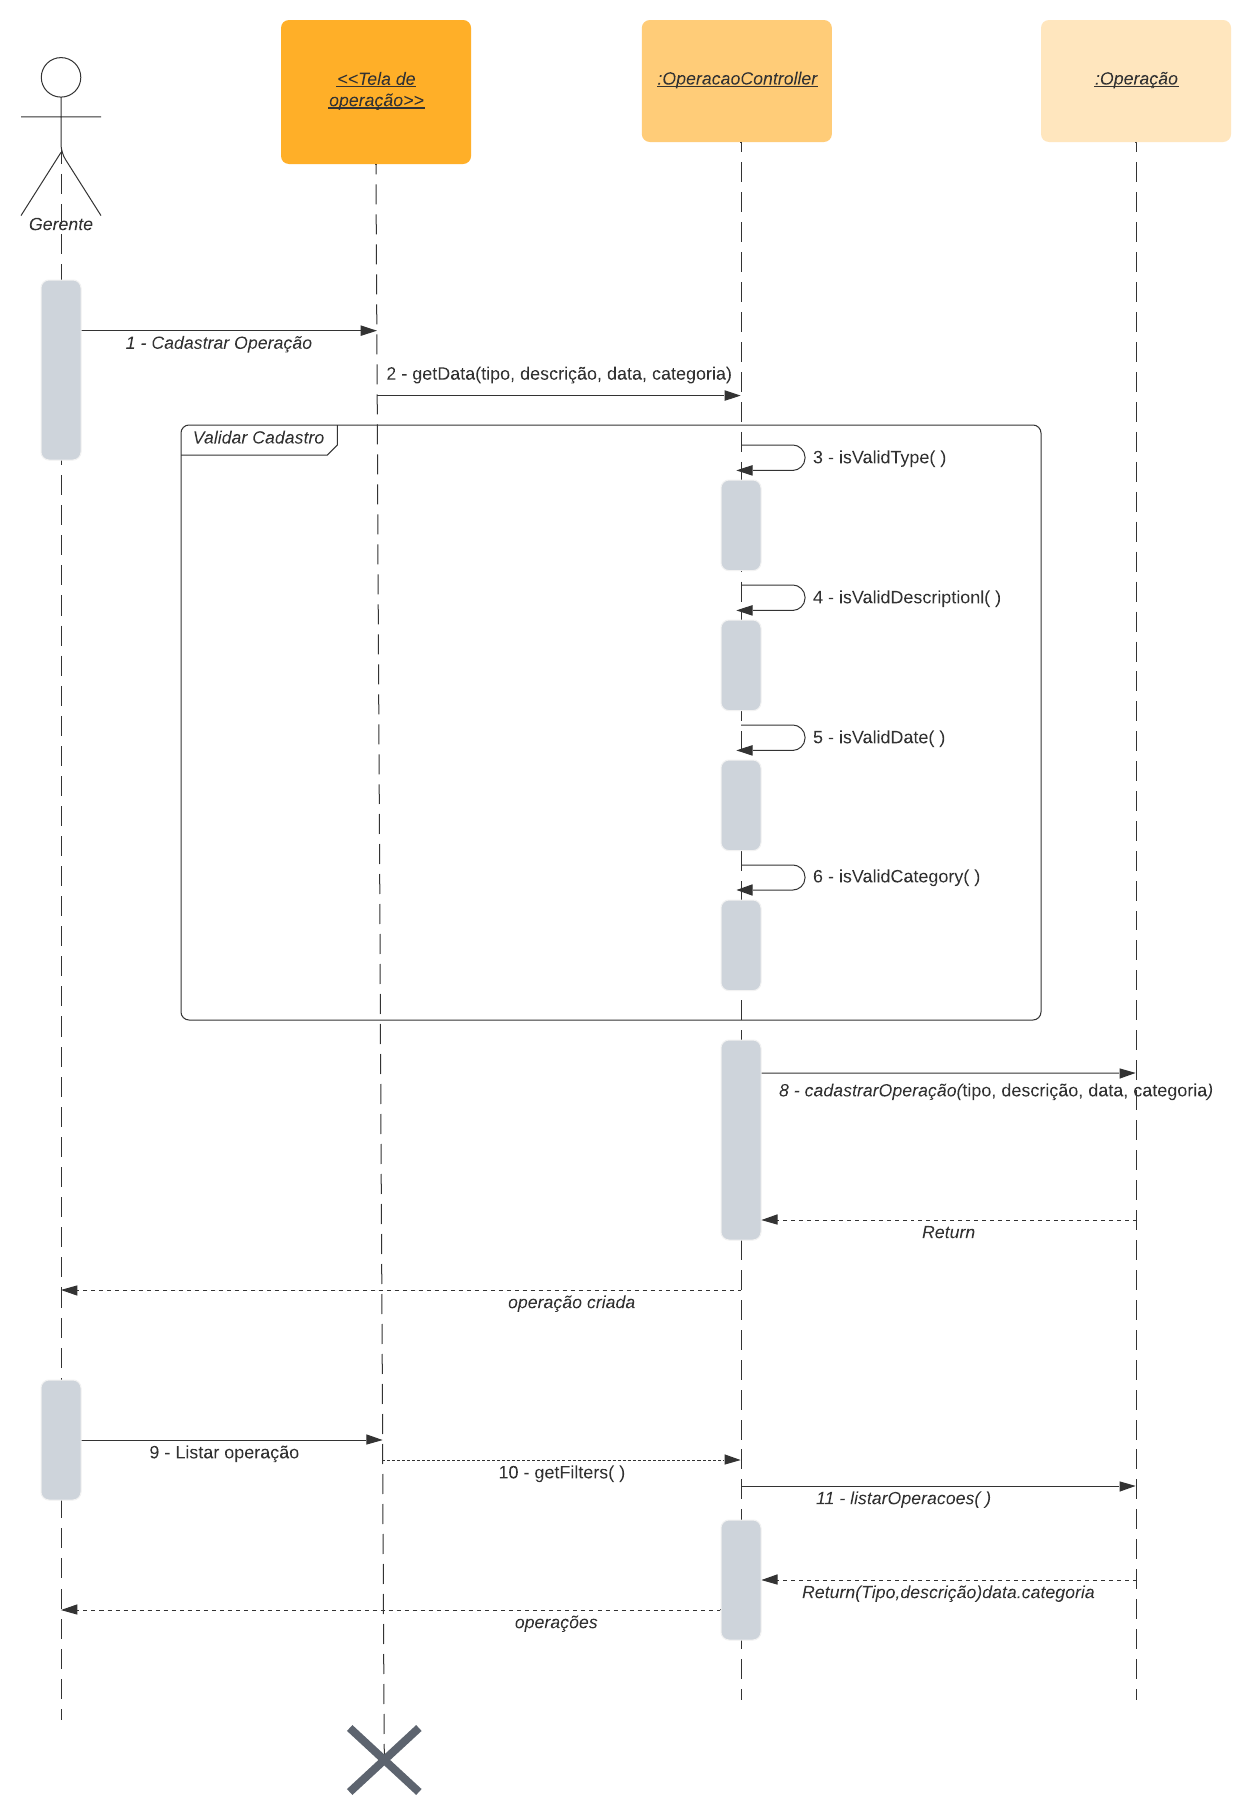 <<Tela de
operação>>
:OperacaoController
:Operação
Gerente
1 - Cadastrar Operação
2 - getData(tipo, descrição, data, categoria)
Validar Cadastro
3 - isValidType( )
4 - isValidDescriptionl( )
5 - isValidDate( )
6 - isValidCategory( )
8 - cadastrarOperação(tipo, descrição, data, categoria)
Return
operação criada
9 - Listar operação
10 - getFilters( )
11 - listarOperacoes( )
Return(Tipo,descrição)data.categoria
operações